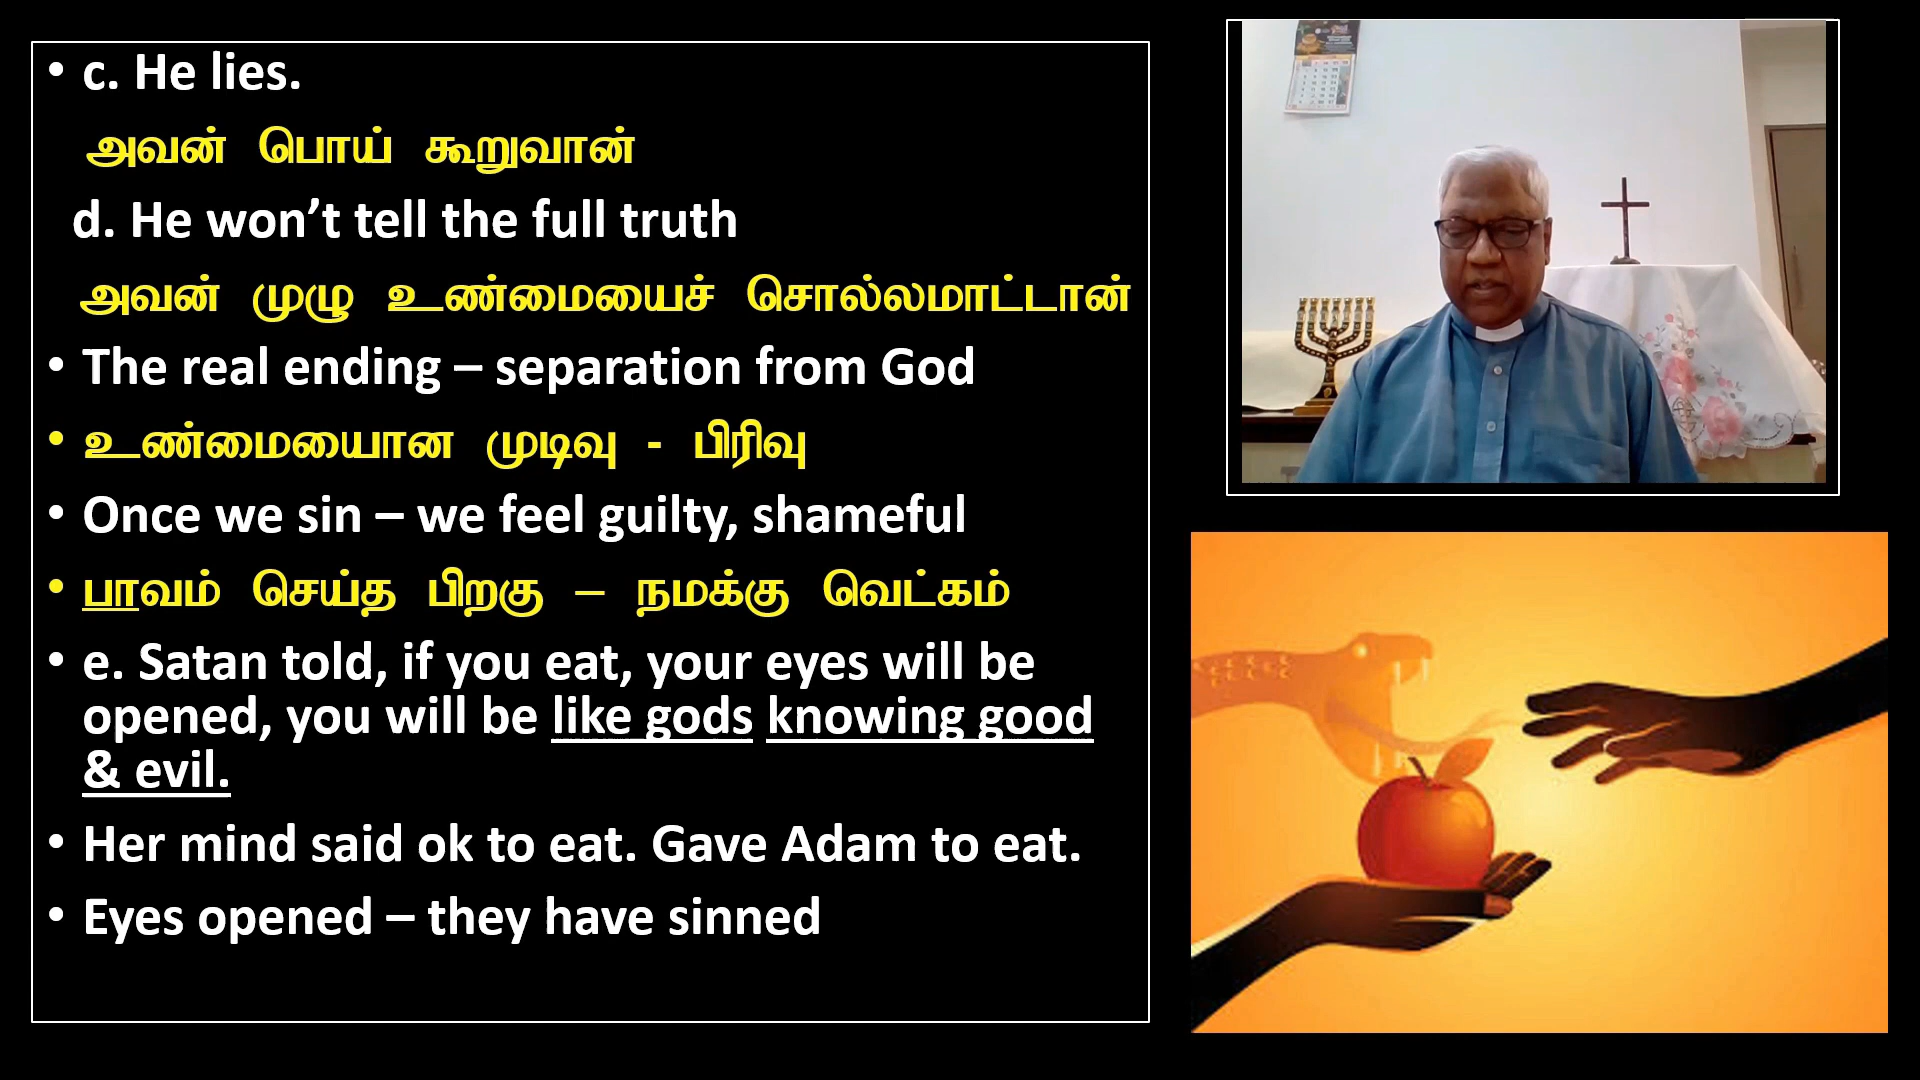 • c. He lies.
அவன் பொய் கூறுவான்
d. He won’t tell the full truth
அவன் முழு உண்மையைச் சொல்லமாட்டான்
• The real ending – separation from God
• உண்மையான முடிவு - பிரிவு
• Once we sin – we feel guilty, shameful
• பாவம் செய்த பிறகு – நமக்கு வெட்கம்
• e. Satan told, if you eat, your eyes will be
opened, you will be like gods knowing good
& evil.
• Her mind said ok to eat. Gave Adam to eat.
• Eyes opened – they have sinned